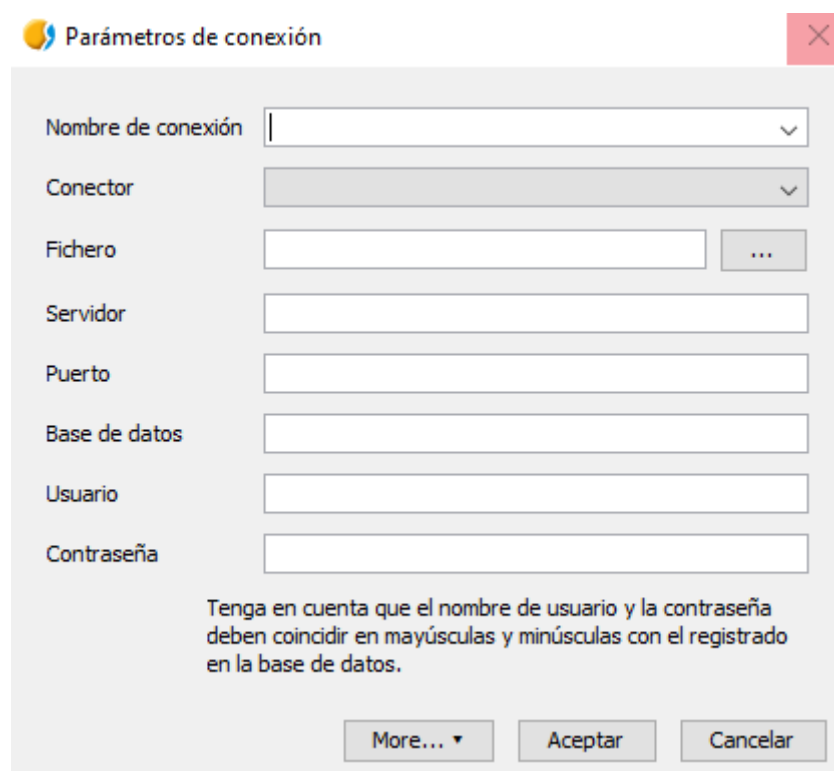 Parámetros de conexión
Nombre de conexión
Conector
Fichero
...
Servidor
Puerto
Base de datos
Usuario
Contraseña
Tenga en cuenta que el nombre de usuario y la contraseña
deben coincidir en mayúsculas y minúsculas con el registrado
en la base de datos.
More... ▾ Aceptar Cancelar